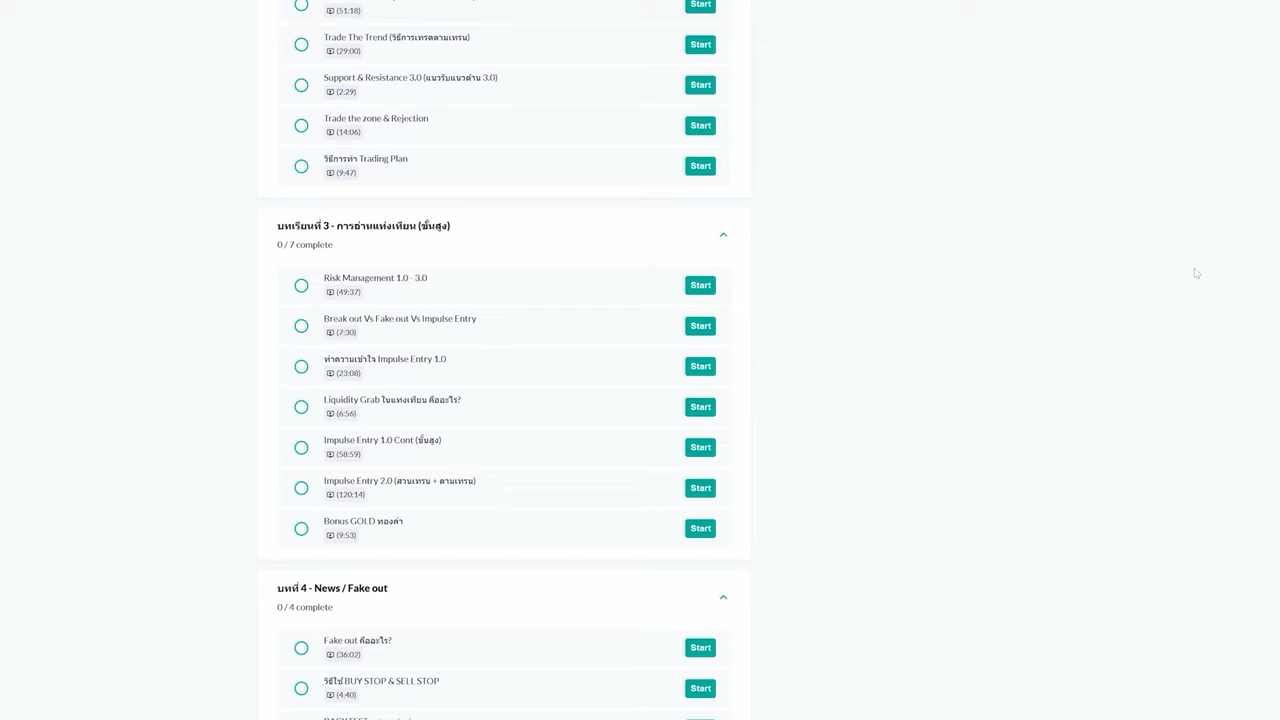 (51:18)
Start
Trade The Trend (วิธีการเทรดตามเทรน)
(29:00)
Start
Support & Resistance 3.0 (แนวรับแนวต้าน 3.0)
(2:29)
Start
Trade the zone & Rejection
(14:06)
Start
วิธีการทำ Trading Plan
(9:47)
Start
บทเรียนที่ 3 - การอ่านแท่งเทียน (ขั้นสูง)
0 / 7 complete
Risk Management 1.0 - 3.0
(49:37)
Start
Break out Vs Fake out Vs Impulse Entry
(7:30)
Start
ทำความเข้าใจ Impulse Entry 1.0
(23:08)
Start
Liquidity Grab ในแท่งเทียน คืออะไร?
(6:56)
Start
Impulse Entry 1.0 Cont (ขั้นสูง)
(58:59)
Start
Impulse Entry 2.0 (สวนเทรน + ตามเทรน)
(120:14)
Start
Bonus GOLD ทองคำ
(9:53)
Start
บทที่ 4 - News / Fake out
0 / 4 complete
Fake out คืออะไร?
(36:02)
Start
วิธีใช้ BUY STOP & SELL STOP
(4:40)
Start